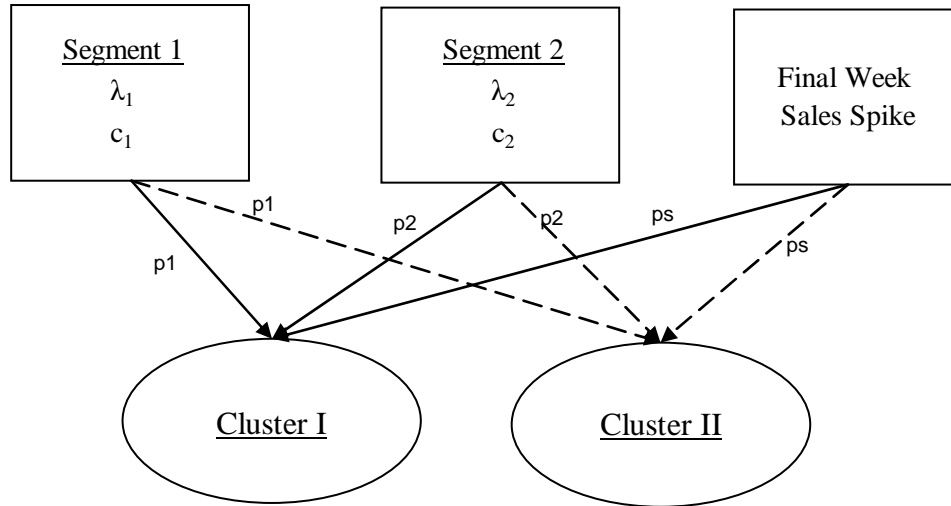 Segment 1
λ₁
c₁
Segment 2
λ₂
c₂
Final Week
Sales Spike
p1
p1
p2
p2
ps
ps
Cluster I
Cluster II